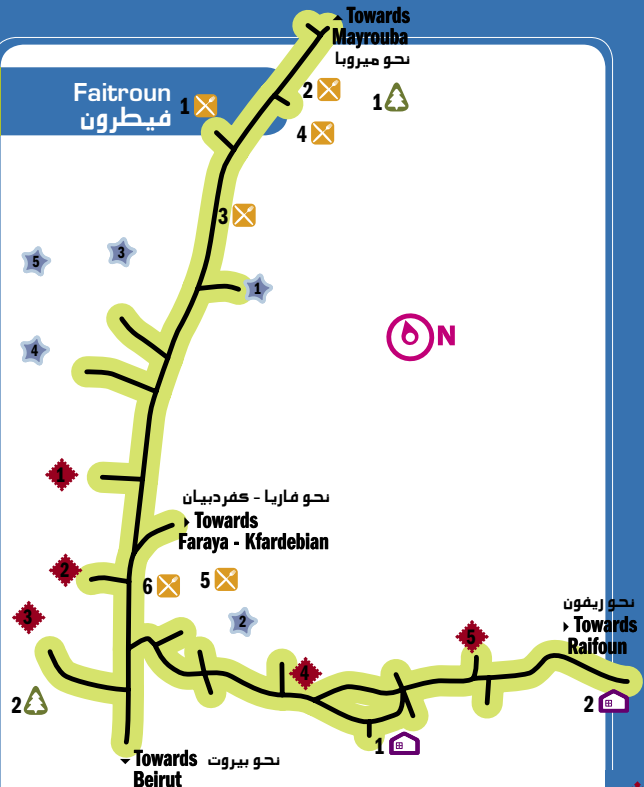 Towards
Mayrouba
نحو ميروبا
Faitroun
فيطرون
1
2
1
4
3
3
5
1
4
N
1
نحو فاريا - كفردبيان
Towards
Faraya - Kfardebian
2
6
5
3
2
نحو ريفون
Towards
Raifoun
5
4
2
2
1
Towards نحو بيروت
Beirut